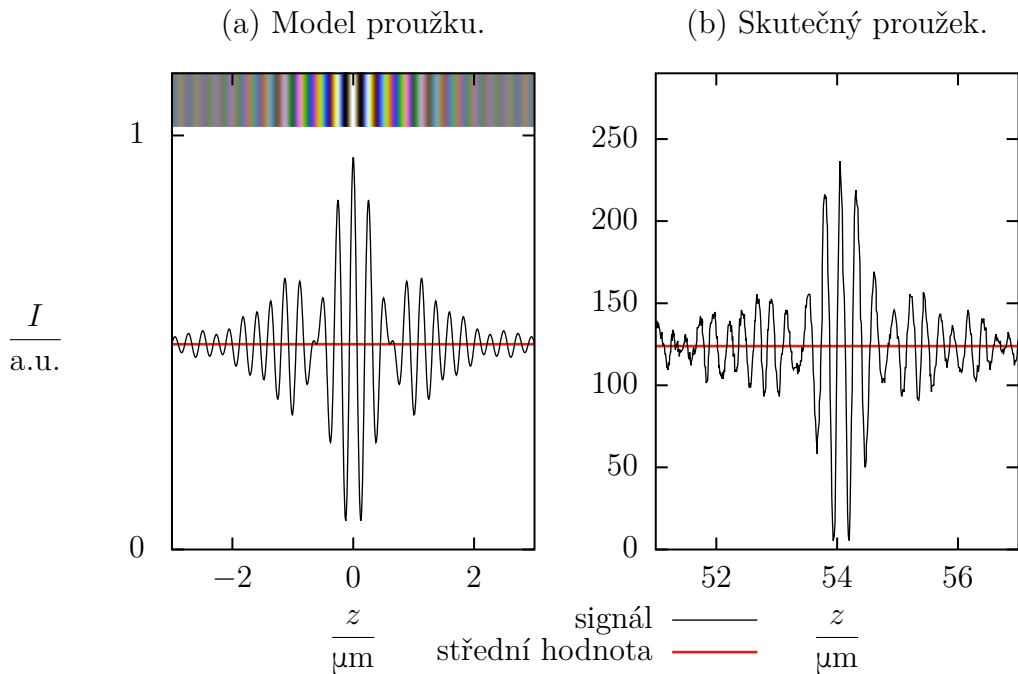 (a) Model proužku.
(b) Skutečný proužek.
I
a.u.
1
0
−2 0 2
z
µm
250
200
150
100
50
0
52 54 56
z
µm
signál
střední hodnota